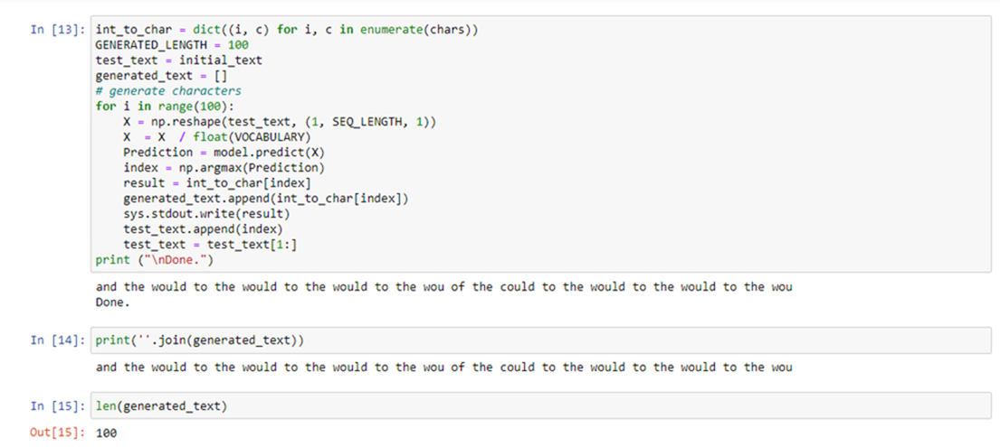 In [13]: int_to_char = dict((i, c) for i, c in enumerate(chars))
GENERATED_LENGTH = 100
test_text = initial_text
generated_text = []
# generate characters
for i in range(100):
    X = np.reshape(test_text, (1, SEQ_LENGTH, 1))
    X  = X  / float(VOCABULARY)
    Prediction = model.predict(X)
    index = np.argmax(Prediction)
    result = int_to_char[index]
    generated_text.append(int_to_char[index])
    sys.stdout.write(result)
    test_text.append(index)
    test_text = test_text[1:]
print ("\nDone.")
and the would to the would to the would to the wou of the could to the would to the would to the wou
Done.
In [14]: print(''.join(generated_text))
and the would to the would to the would to the wou of the could to the would to the would to the wou
In [15]: len(generated_text)
Out[15]: 100